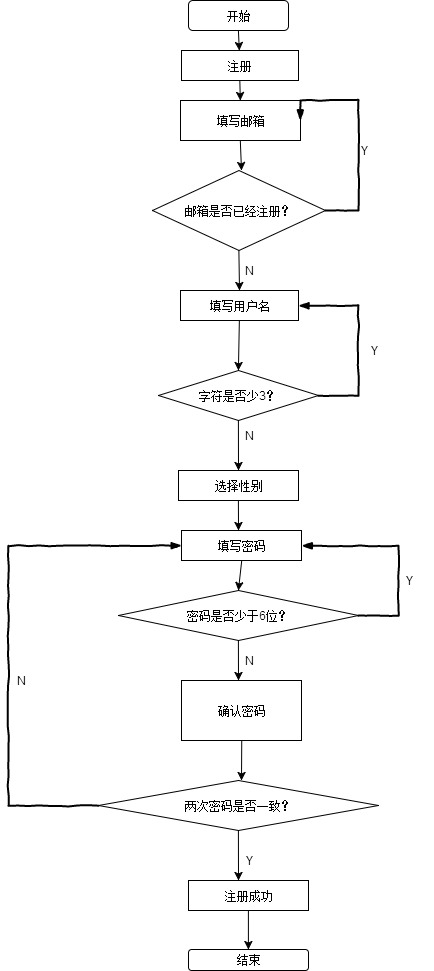 开始
注册
填写邮箱
Y
邮箱是否已经注册？
N
填写用户名
Y
字符是否少3？
N
选择性别
填写密码
Y
密码是否少于6位？
N
N
确认密码
两次密码是否一致？
Y
注册成功
结束